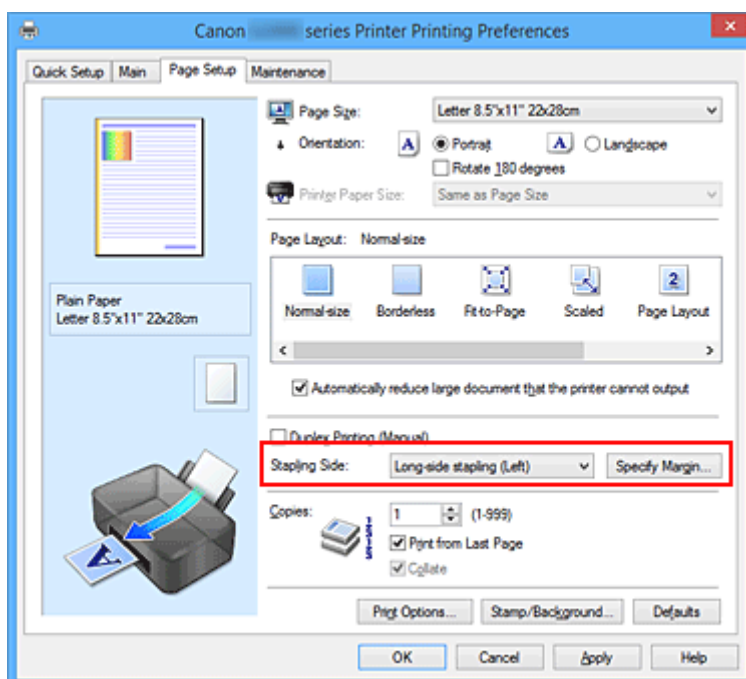 Canon series Printer Printing Preferences
Quick Setup Main Page Setup Maintenance
Page Size: Letter 8.5"x11" 22x28cm
Orientation: A Portrait A Landscape
Rotate 180 degrees
Printer Paper Size: Same as Page Size
Page Layout: Normal-size
2
Normal-size Borderless Fit-to-Page Scaled Page Layout
Plain Paper
Letter 8.5"x11" 22x28cm
Automatically reduce large document that the printer cannot output
Duplex Printing (Manual)
Stapling Side: Long-side stapling (Left) Specify Margin...
Copies: 1 (1-999)
Print from Last Page
Collate
A
Print Options... Stamp/Background... Defaults
OK Cancel Apply Help